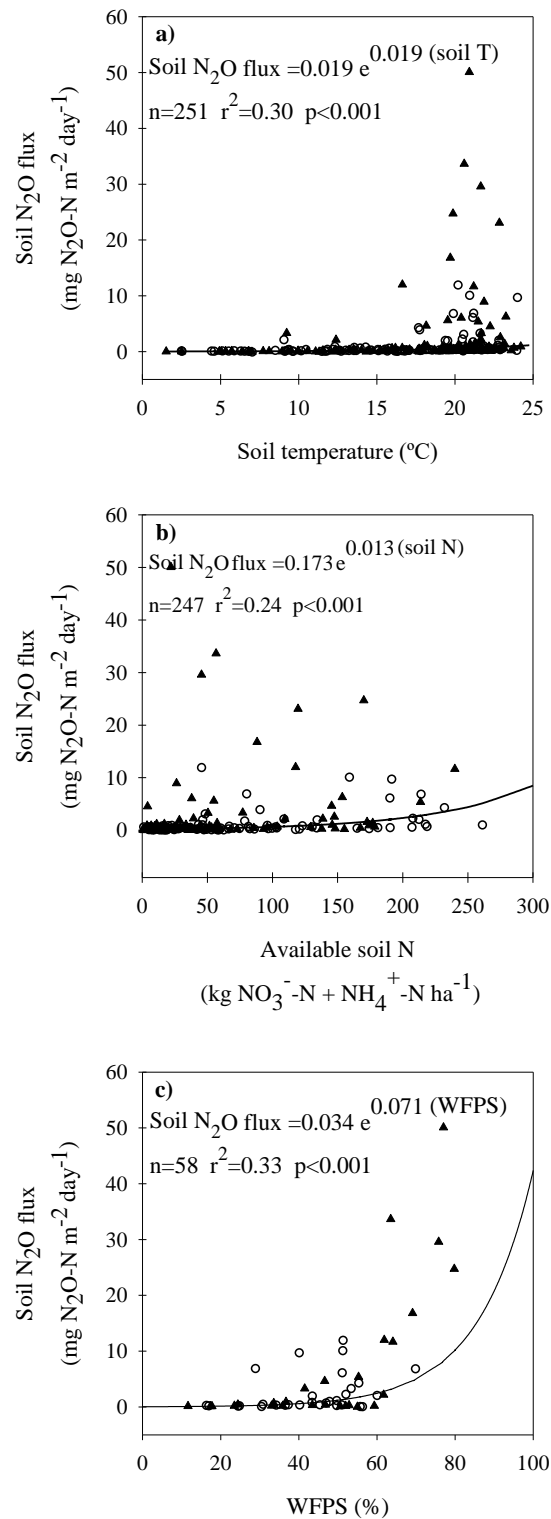 a)
Soil N₂O flux =0.019 e^0.019 (soil T)
n=251 r²=0.30 p<0.001
60
50
40
30
20
10
0
Soil N₂O flux
(mg N₂O-N m⁻² day⁻¹)
0 5 10 15 20 25
Soil temperature (ºC)
b)
Soil N₂O flux =0.173 e^0.013 (soil N)
n=247 r²=0.24 p<0.001
60
50
40
30
20
10
0
Soil N₂O flux
(mg N₂O-N m⁻² day⁻¹)
0 50 100 150 200 250 300
Available soil N
(kg NO₃⁻-N + NH₄⁺-N ha⁻¹)
c)
Soil N₂O flux =0.034 e^0.071 (WFPS)
n=58 r²=0.33 p<0.001
60
50
40
30
20
10
0
Soil N₂O flux
(mg N₂O-N m⁻² day⁻¹)
0 20 40 60 80 100
WFPS (%)